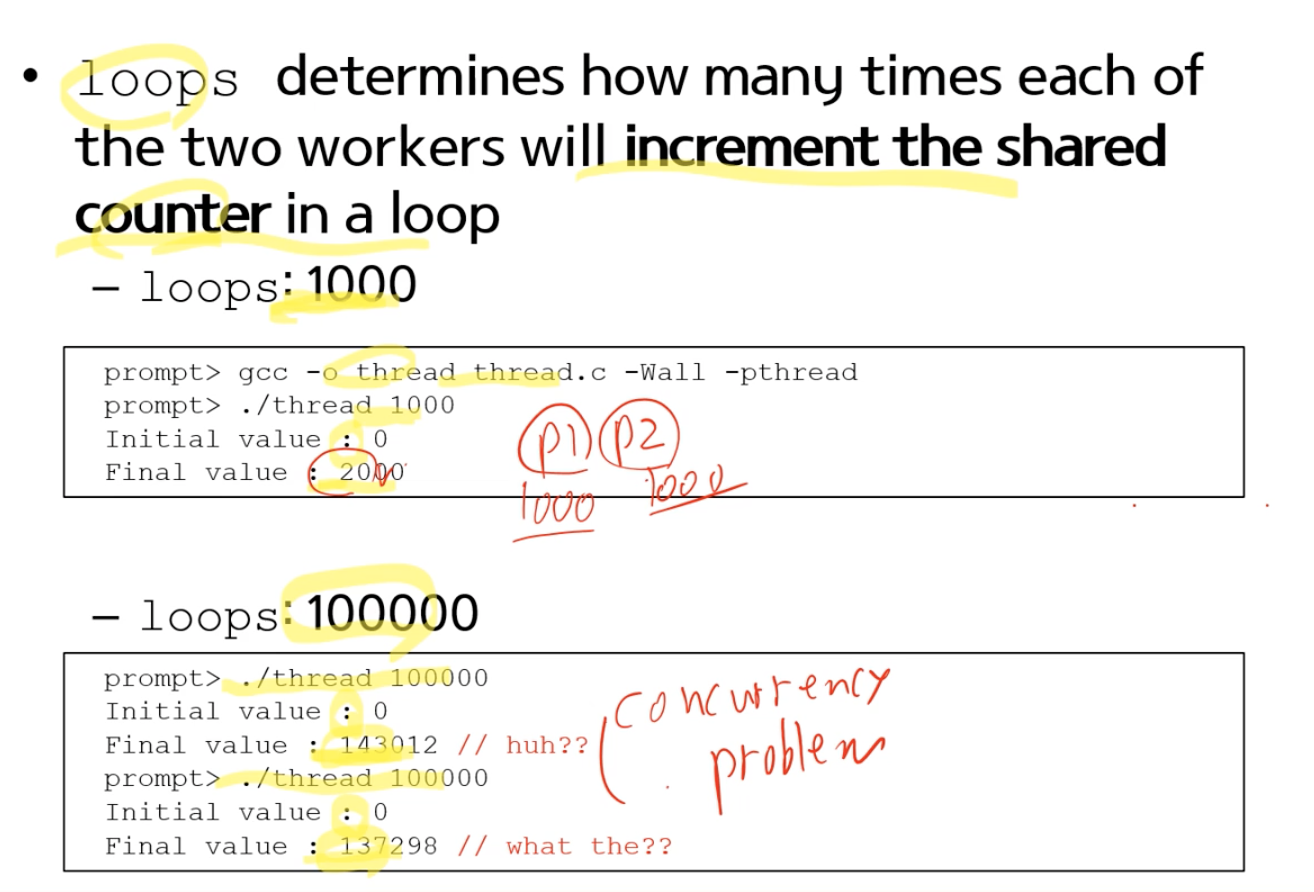 • loops determines how many times each of
the two workers will increment the shared
counter in a loop
– loops: 1000
prompt> gcc -o thread thread.c -Wall -pthread
prompt> ./thread 1000
Initial value : 0
Final value : 2000
p1 p2
1000 1000
– loops: 100000
prompt> ./thread 100000
Initial value : 0
Final value : 143012 // huh??
prompt> ./thread 100000
Initial value : 0
Final value : 137298 // what the??
concurrency
problem